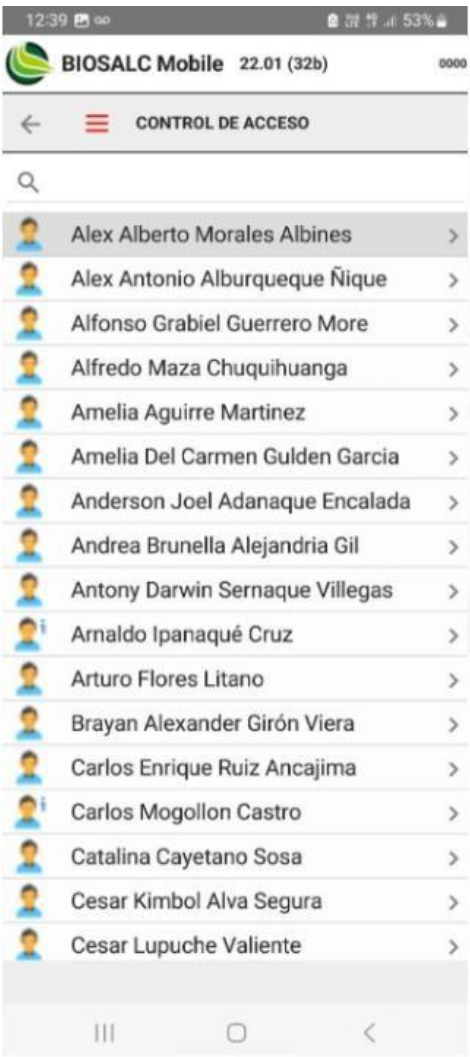 12:39 53%
BIOSALC Mobile 22.01 (32b) 0000
CONTROL DE ACCESO
Alex Alberto Morales Albines
Alex Antonio Alburqueque Ñique
Alfonso Grabiel Guerrero More
Alfredo Maza Chuquihuanga
Amelia Aguirre Martinez
Amelia Del Carmen Gulden Garcia
Anderson Joel Adanaque Encalada
Andrea Brunella Alejandria Gil
Antony Darwin Sernaque Villegas
Arnaldo Ipanaqué Cruz
Arturo Flores Litano
Brayan Alexander Girón Viera
Carlos Enrique Ruiz Ancajima
Carlos Mogollon Castro
Catalina Cayetano Sosa
Cesar Kimbol Alva Segura
Cesar Lupuche Valiente